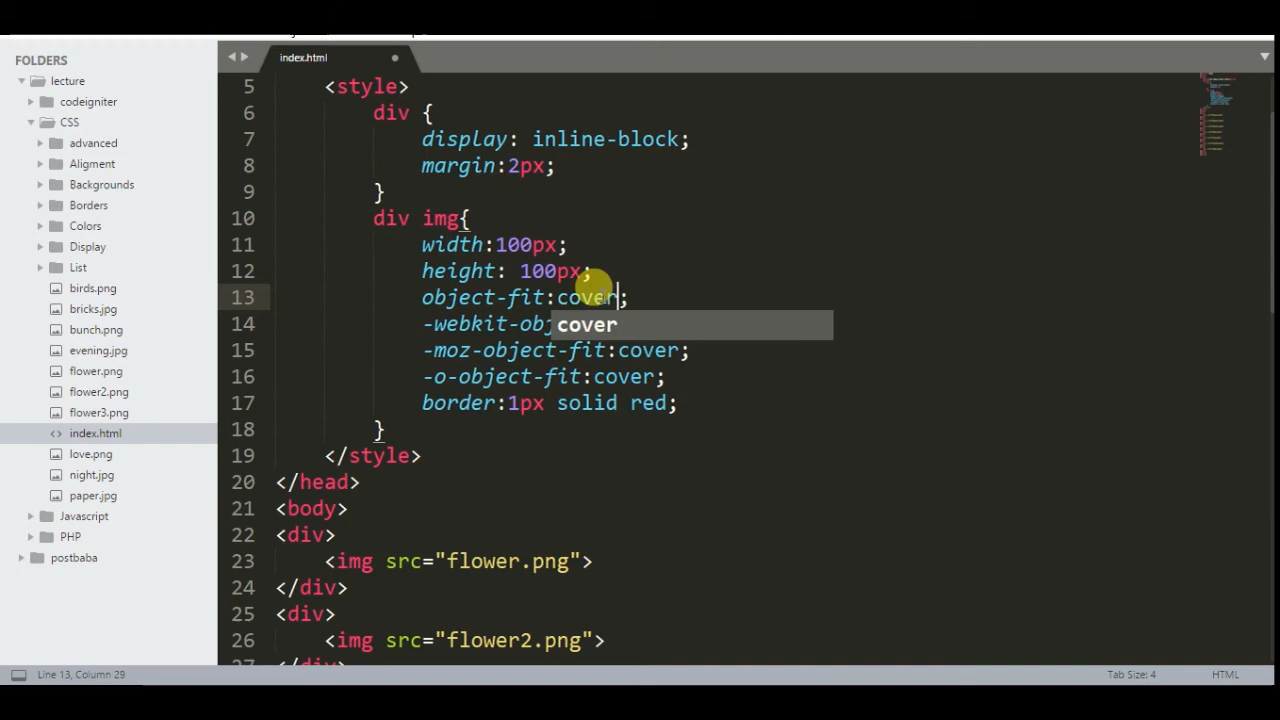 FOLDERS
lecture
codeigniter
CSS
advanced
Aligment
Backgrounds
Borders
Colors
Display
List
birds.png
bricks.jpg
bunch.png
evening.jpg
flower.png
flower2.png
flower3.png
<> index.html
love.png
night.jpg
paper.jpg
Javascript
PHP
postbaba
index.html
5 <style>
6 div {
7 display: inline-block;
8 margin:2px;
9 }
10 div img{
11 width:100px;
12 height: 100px;
13 object-fit:cover;
14 -webkit-obj
cover
15 -moz-object-fit:cover;
16 -o-object-fit:cover;
17 border:1px solid red;
18 }
19 </style>
20 </head>
21 <body>
22 <div>
23 <img src="flower.png">
24 </div>
25 <div>
26 <img src="flower2.png">
27 </div>
Line 13, Column 29
Tab Size: 4
HTML